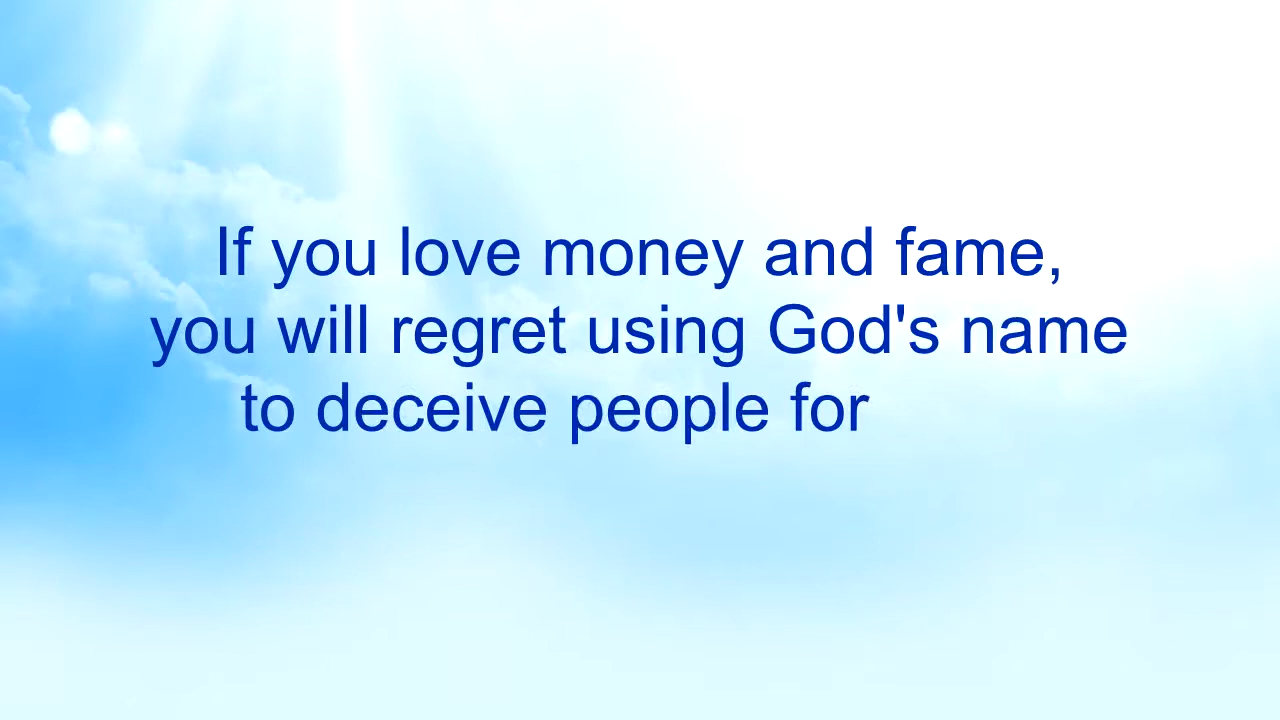 If you love money and fame,
you will regret using God's name
to deceive people for